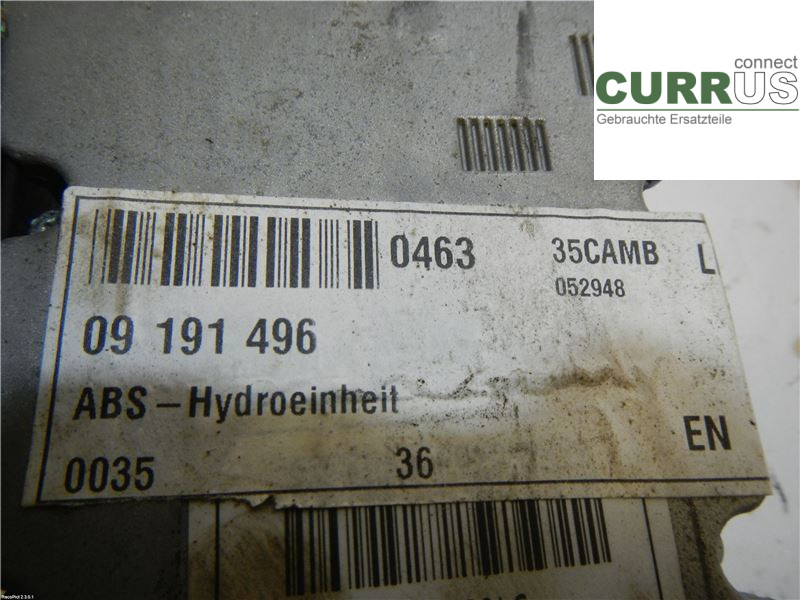 connect
CURRUS
Gebrauchte Ersatzteile
0463 35CAMB L
052948
09 191 496
ABS – Hydroeinheit
0035 36 EN